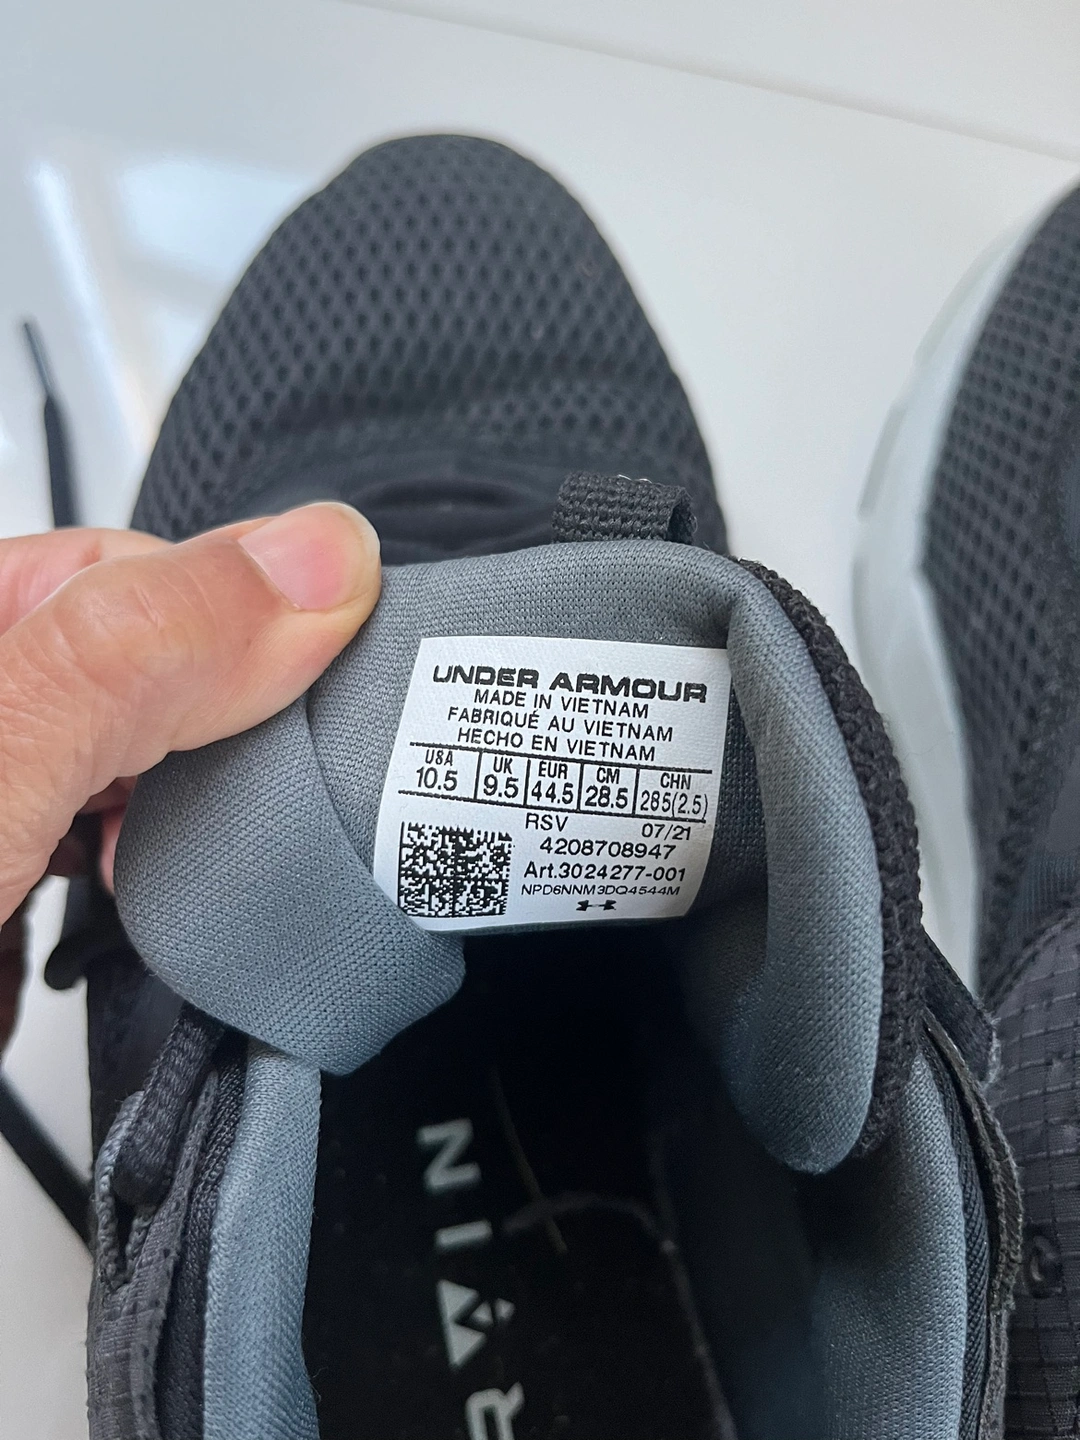 UNDER ARMOUR
MADE IN VIETNAM
FABRIQUÉ AU VIETNAM
HECHO EN VIETNAM
USA UK EUR CM CHN
10.5 9.5 44.5 28.5 285(2.5)
RSV 07/21
4208708947
Art.3024277-001
NPD6NNM3DQ4544M